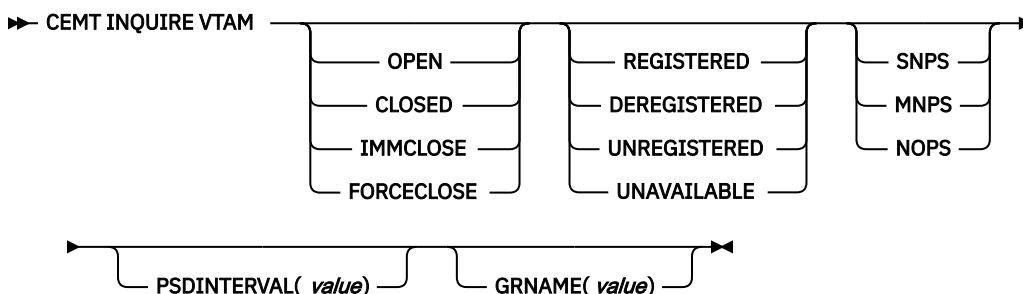 CEMT INQUIRE VTAM
OPEN
CLOSED
IMMCLOSE
FORCECLOSE
REGISTERED
DEREGISTERED
UNREGISTERED
UNAVAILABLE
SNPS
MNPS
NOPS
PSDINTERVAL( value)
GRNAME( value)